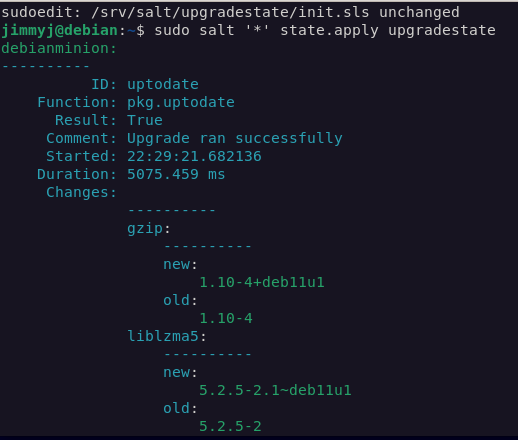 sudoedit: /srv/salt/upgradestate/init.sls unchanged
jimmyj@debian:~$ sudo salt '*' state.apply upgradestate
debianminion:
----------
          ID: uptodate
    Function: pkg.uptodate
      Result: True
     Comment: Upgrade ran successfully
     Started: 22:29:21.682136
    Duration: 5075.459 ms
     Changes:
              ----------
              gzip:
                  ----------
                  new:
                      1.10-4+deb11u1
                  old:
                      1.10-4
              liblzma5:
                  ----------
                  new:
                      5.2.5-2.1~deb11u1
                  old:
                      5.2.5-2